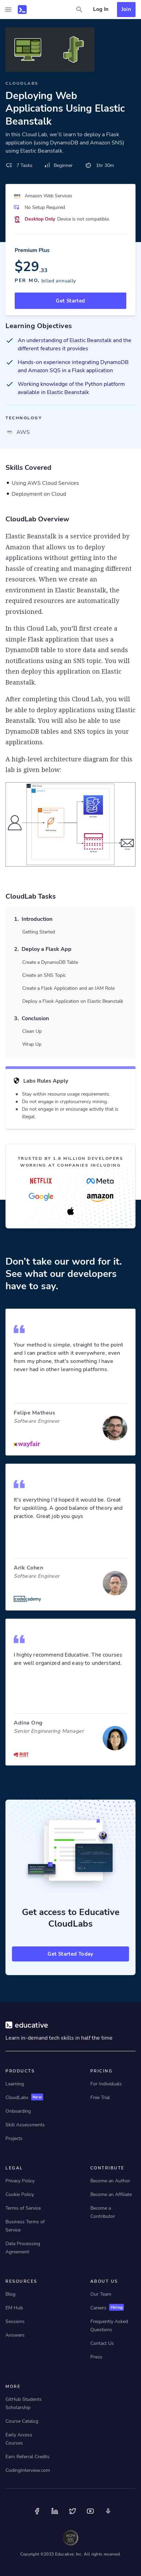 Log In
Join
CLOUDLABS
Deploying Web
Applications Using Elastic
Beanstalk
In this Cloud Lab, we'll learn to deploy a Flask
application (using DynamoDB and Amazon SNS)
using Elastic Beanstalk.
7 Tasks
Beginner
1hr 30m
Amazon Web Services
No Setup Required
Desktop Only Device is not compatible.
Premium Plus
$29.33
PER MO, billed annually
Get Started
Learning Objectives
An understanding of Elastic Beanstalk and the
different features it provides
Hands-on experience integrating DynamoDB
and Amazon SQS in a Flask application
Working knowledge of the Python platform
available in Elastic Beanstalk
TECHNOLOGY
AWS
Skills Covered
Using AWS Cloud Services
Deployment on Cloud
CloudLab Overview
Elastic Beanstalk is a service provided by
Amazon that allows us to deploy web
applications without getting into the
hassle of creating and handling different
resources. When we create an
environment in Elastic Beanstalk, the
required resources are created and
provisioned automatically.
In this Cloud Lab, you'll first create a
simple Flask application that uses a
DynamoDB table to store data and sends
notifications using an SNS topic. You will
then deploy this application on Elastic
Beanstalk.
After completing the Cloud Lab, you will
be able to deploy applications using Elastic
Beanstalk. You will also be able to use
DynamoDB tables and SNS topics in your
applications.
A high-level architecture diagram for this
lab is given below:
CloudLab Tasks
1. Introduction
Getting Started
2. Deploy a Flask App
Create a DynamoDB Table
Create an SNS Topic
Create a Flask Application and an IAM Role
Deploy a Flask Application on Elastic Beanstalk
3. Conclusion
Clean Up
Wrap Up
Labs Rules Apply
Stay within resource usage requirements.
Do not engage in cryptocurrency mining.
Do not engage in or encourage activity that is
illegal.
TRUSTED BY 1.9 MILLION DEVELOPERS
WORKING AT COMPANIES INCLUDING
NETFLIX
Meta
Google
amazon
Don't take our word for it.
See what our developers
have to say.
Your method is simple, straight to the point
and I can practice with it everywhere, even
from my phone, that's something I have
never had in other learning platforms.
Felipe Matheus
Software Engineer
wayfair
It's everything I'd hoped it would be. Great
for upskilling. A good balance of theory and
practice. Great job you guys
Arik Cohen
Software Engineer
codecademy
I highly recommend Educative. The courses
are well organized and easy to understand.
Adina Ong
Senior Engineering Manager
RIOT
Get access to Educative
CloudLabs
Get Started Today
educative
Learn in-demand tech skills in half the time
PRODUCTS
Learning
CloudLabs New
Onboarding
Skill Assessments
Projects
PRICING
For Individuals
Free Trial
LEGAL
Privacy Policy
Cookie Policy
Terms of Service
Business Terms of
Service
Data Processing
Agreement
CONTRIBUTE
Become an Author
Become an Affiliate
Become a
Contributor
RESOURCES
Blog
EM Hub
Sessions
Answers
ABOUT US
Our Team
Careers Hiring
Frequently Asked
Questions
Contact Us
Press
MORE
GitHub Students
Scholarship
Course Catalog
Early Access
Courses
Earn Referral Credits
CodingInterview.com
Copyright ©2023 Educative, Inc. All rights reserved.